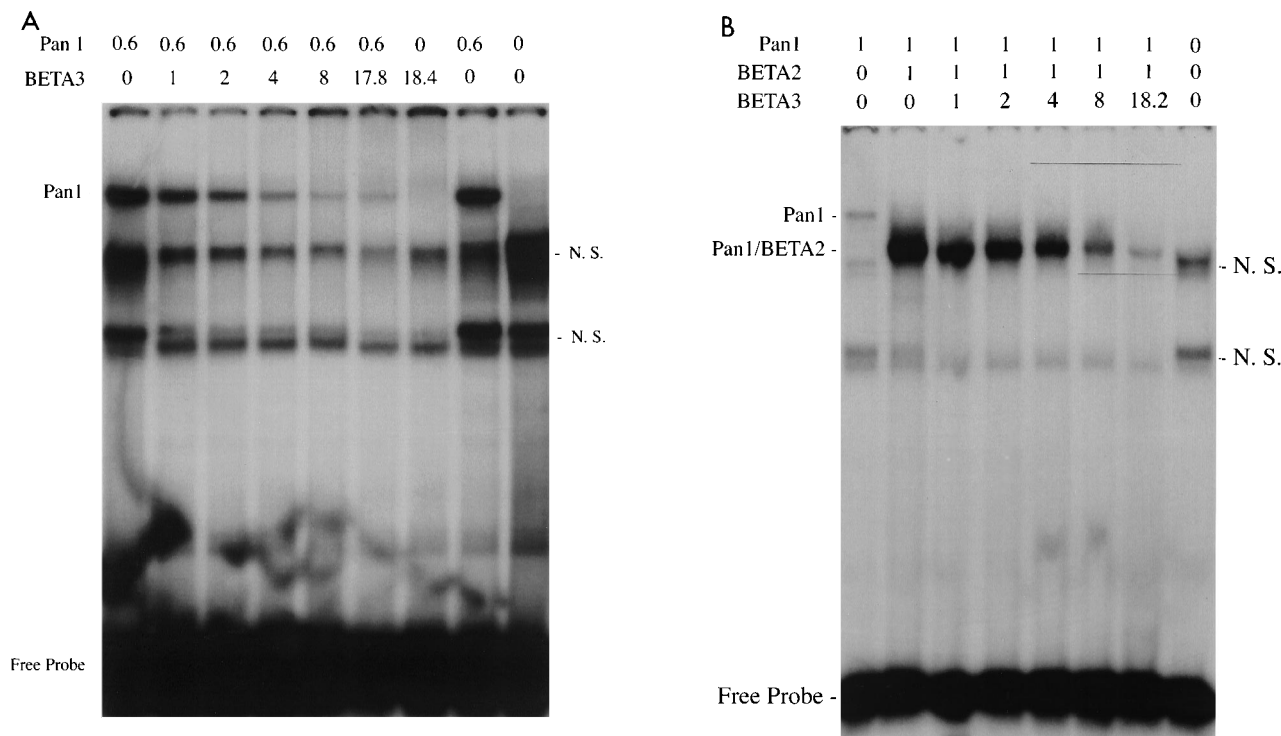 A
Pan 1 0.6 0.6 0.6 0.6 0.6 0.6 0 0.6 0
BETA3 0 1 2 4 8 17.8 18.4 0 0
Pan1
- N. S.
- N. S.
Free Probe
B
Pan1 1 1 1 1 1 1 1 0
BETA2 0 1 1 1 1 1 1 0
BETA3 0 0 1 2 4 8 18.2 0
Pan1 -
Pan1/BETA2 -
- N. S.
- N. S.
Free Probe -